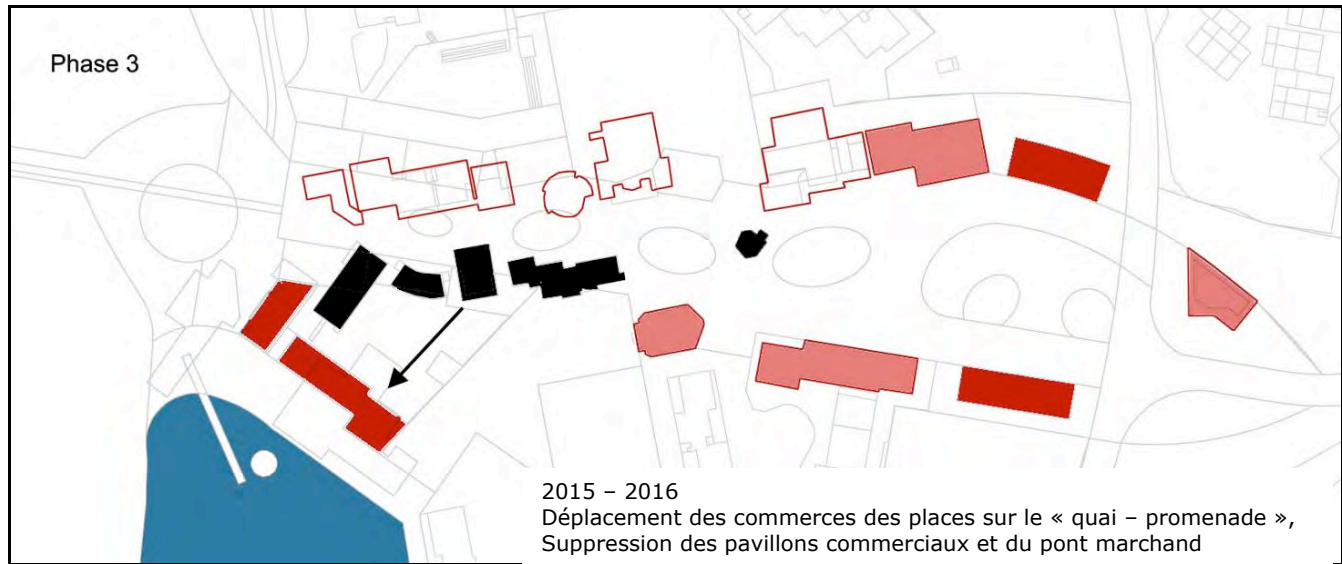 Phase 3
2015 – 2016
Déplacement des commerces des places sur le « quai – promenade »,
Suppression des pavillons commerciaux et du pont marchand